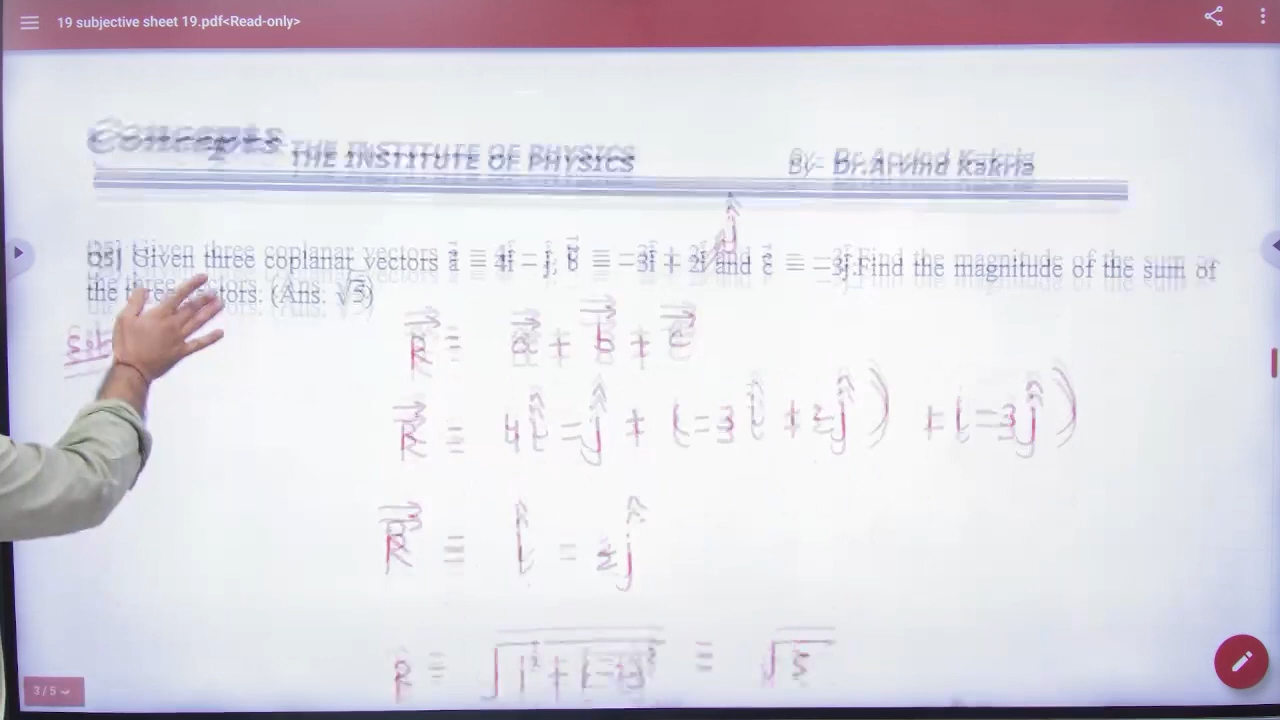 19 subjective sheet 19.pdf<Read-only>
Concepts THE INSTITUTE OF PHYSICS By- Dr.Arvind Kakria
Q5] Given three coplanar vectors a⃗ = 4î − ĵ, b⃗ = −3î + 2ĵ and c⃗ = −3ĵ.Find the magnitude of the sum of
the three vectors. (Ans. √5)
Sol
R⃗ = a⃗ + b⃗ + c⃗
R⃗ = 4î − ĵ + (−3î + 2ĵ) + (−3ĵ)
R⃗ = î − 2ĵ
R = √1² + (−2)² = √5
3 / 5